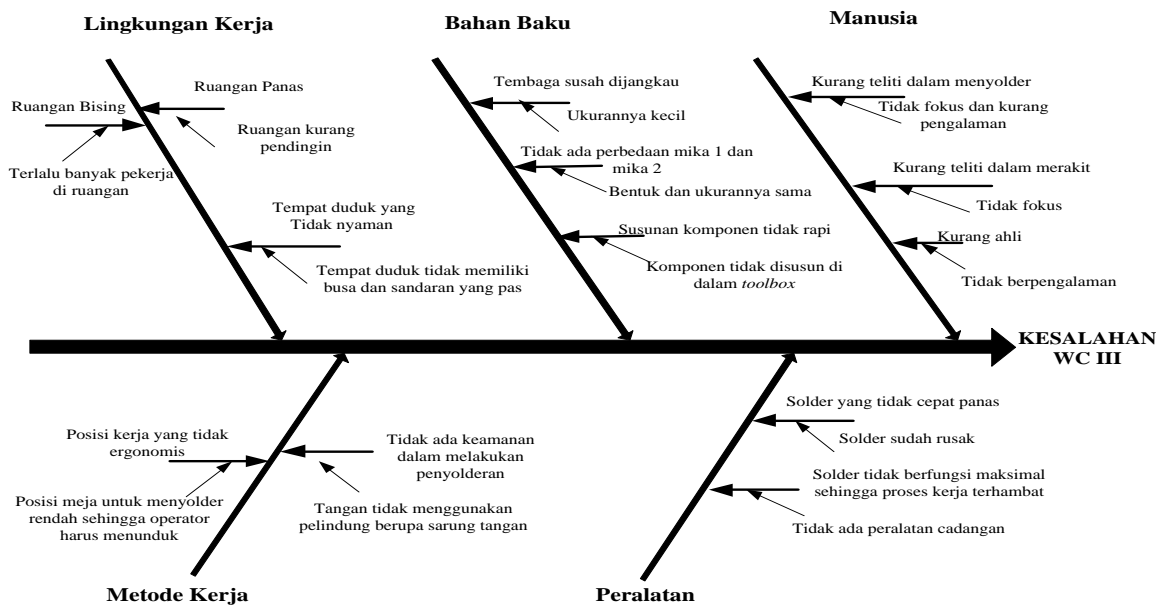 Lingkungan Kerja
Bahan Baku
Manusia
Ruangan Panas
Ruangan Bising
Ruangan kurang
pendingin
Terlalu banyak pekerja
di ruangan
Tempat duduk yang
Tidak nyaman
Tempat duduk tidak memiliki
busa dan sandaran yang pas
Tembaga susah dijangkau
Ukurannya kecil
Tidak ada perbedaan mika 1 dan
mika 2
Bentuk dan ukurannya sama
Susunan komponen tidak rapi
Komponen tidak disusun di
dalam toolbox
Kurang teliti dalam menyolder
Tidak fokus dan kurang
pengalaman
Kurang teliti dalam merakit
Tidak fokus
Kurang ahli
Tidak berpengalaman
KESALAHAN
WC III
Posisi kerja yang tidak
ergonomis
Posisi meja untuk menyolder
rendah sehingga operator
harus menunduk
Tidak ada keamanan
dalam melakukan
penyolderan
Tangan tidak menggunakan
pelindung berupa sarung tangan
Solder yang tidak cepat panas
Solder sudah rusak
Solder tidak berfungsi maksimal
sehingga proses kerja terhambat
Tidak ada peralatan cadangan
Metode Kerja
Peralatan